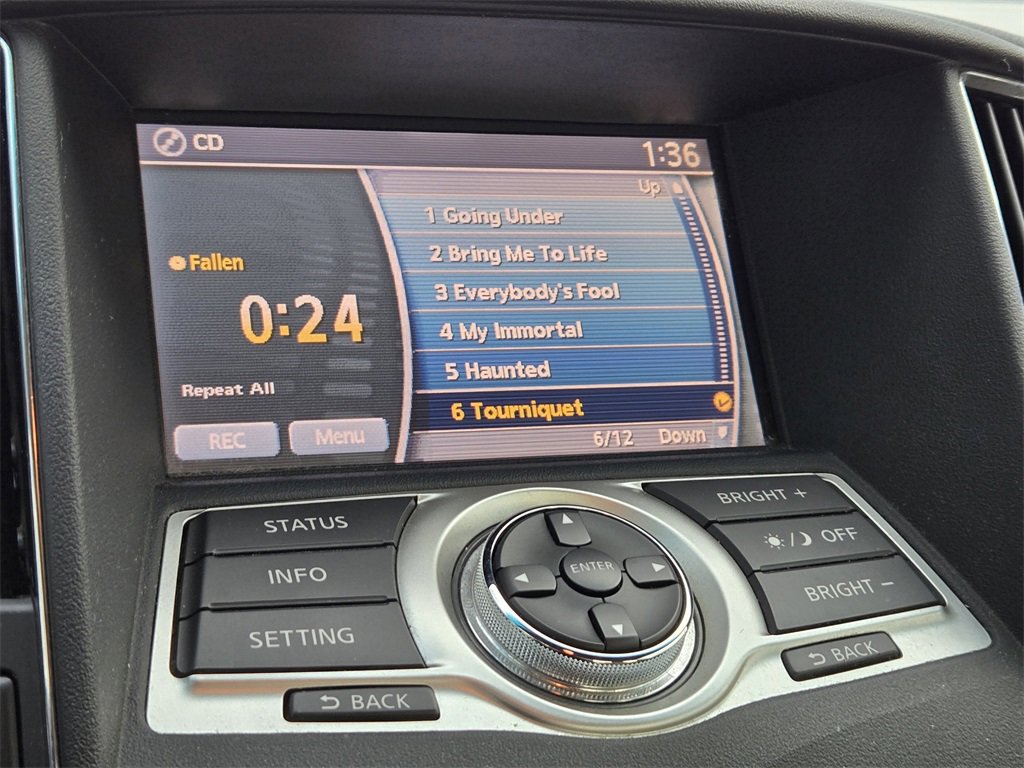 CD
1:36
Up
Fallen
0:24
Repeat All
REC
Menu
1 Going Under
2 Bring Me To Life
3 Everybody's Fool
4 My Immortal
5 Haunted
6 Tourniquet
6/12 Down
STATUS
INFO
SETTING
BACK
ENTER
BRIGHT +
/ OFF
BRIGHT −
BACK